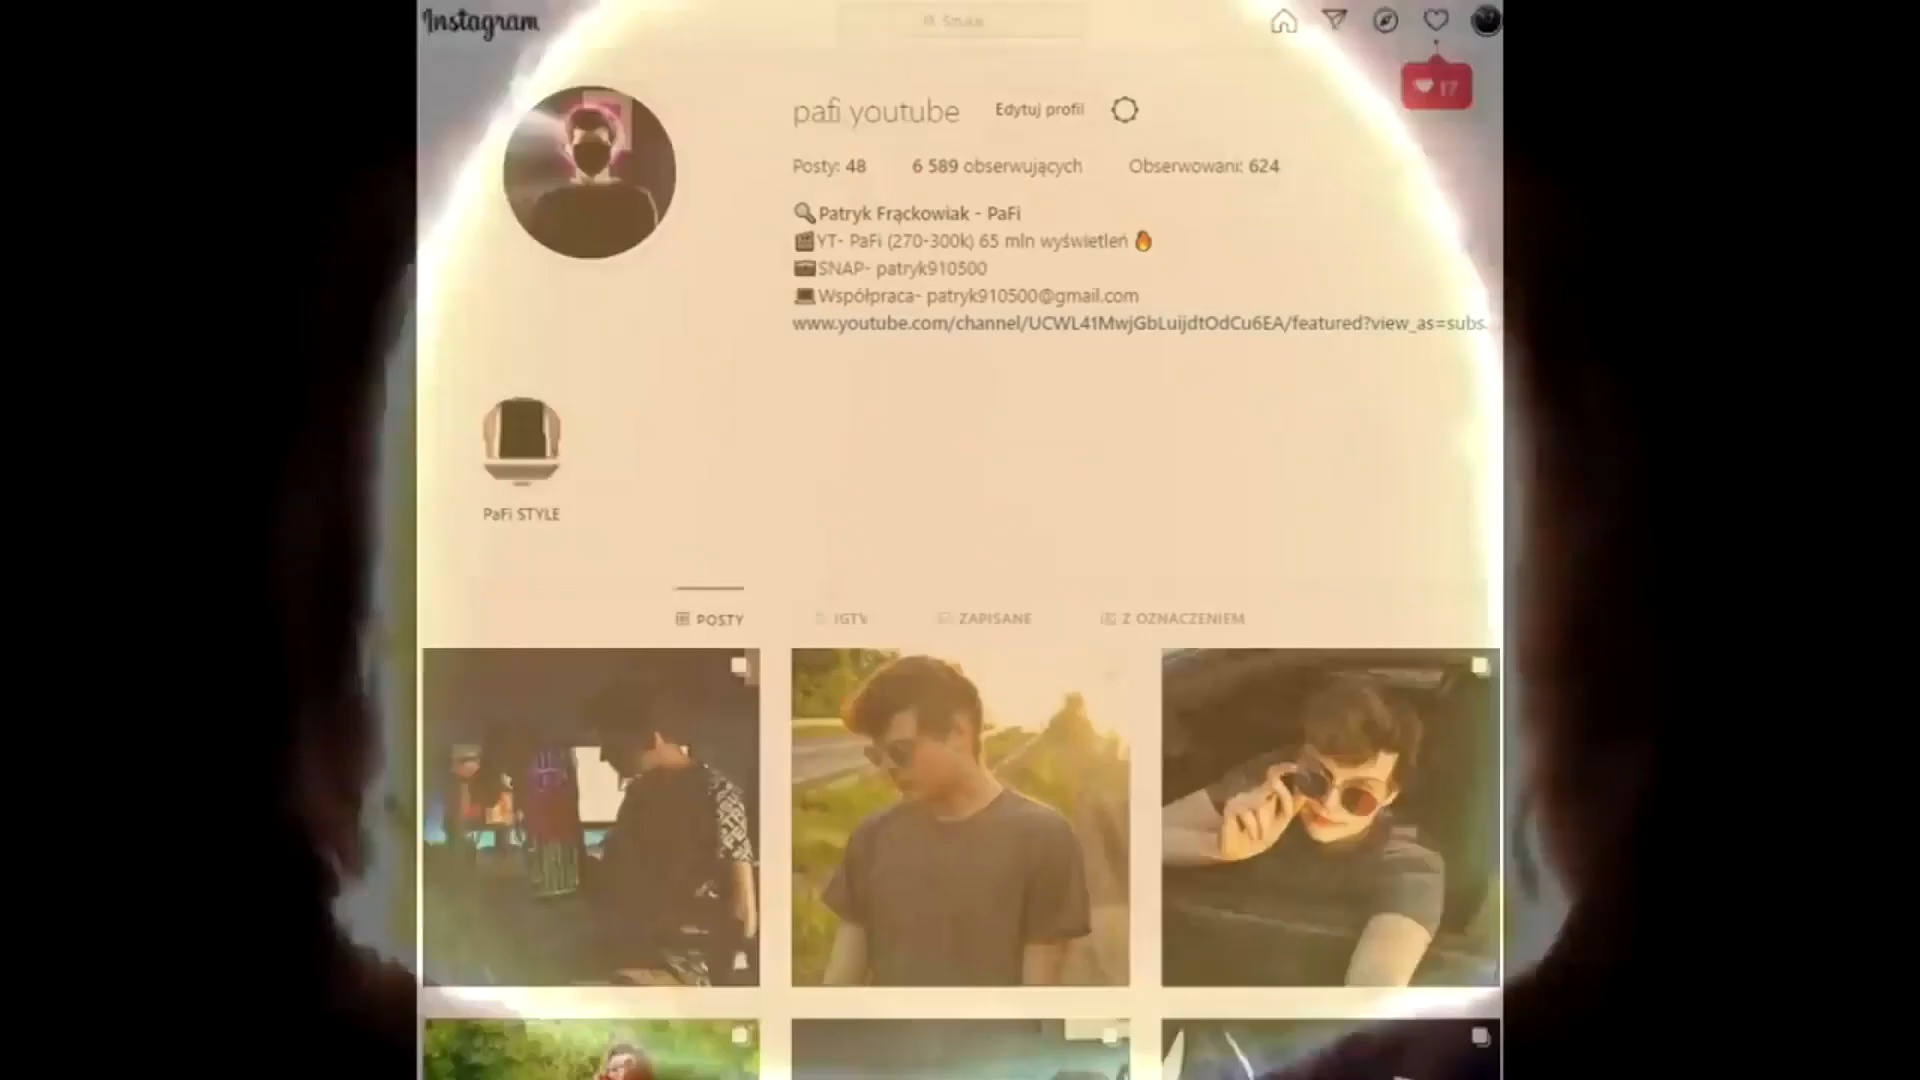 Instagram
Szukaj
17
pafi youtube
Edytuj profil
Posty: 48
6 589 obserwujących
Obserwowani: 624
Patryk Frąckowiak - PaFi
YT- PaFi (270-300k) 65 mln wyświetleń
SNAP- patryk910500
Współpraca- patryk910500@gmail.com
www.youtube.com/channel/UCWL41MwjGbLuijdtOdCu6EA/featured?view_as=subs
PaFi STYLE
POSTY
IGTV
ZAPISANE
Z OZNACZENIEM